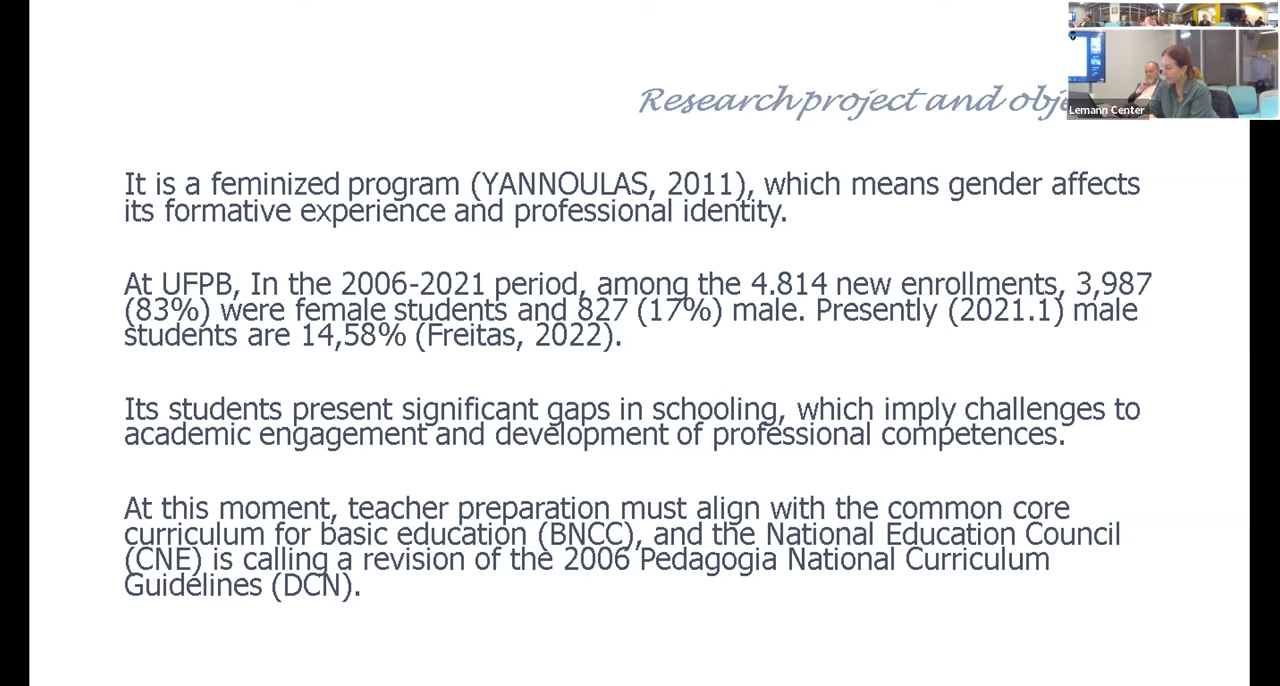 Research project and obje
Lemann Center
It is a feminized program (YANNOULAS, 2011), which means gender affects
its formative experience and professional identity.
At UFPB, In the 2006-2021 period, among the 4.814 new enrollments, 3,987
(83%) were female students and 827 (17%) male. Presently (2021.1) male
students are 14,58% (Freitas, 2022).
Its students present significant gaps in schooling, which imply challenges to
academic engagement and development of professional competences.
At this moment, teacher preparation must align with the common core
curriculum for basic education (BNCC), and the National Education Council
(CNE) is calling a revision of the 2006 Pedagogia National Curriculum
Guidelines (DCN).